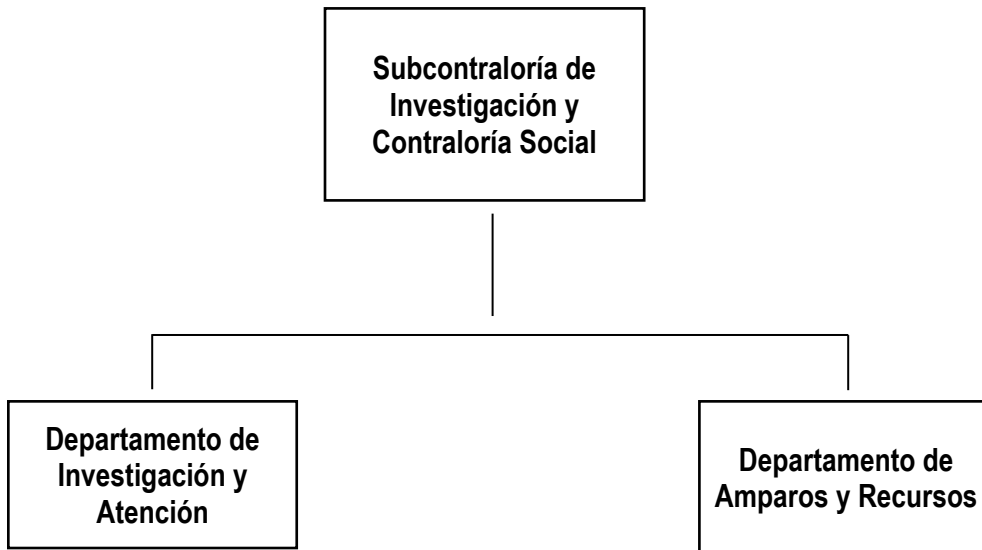 Subcontraloría de
Investigación y
Contraloría Social
Departamento de
Investigación y
Atención
Departamento de
Amparos y Recursos